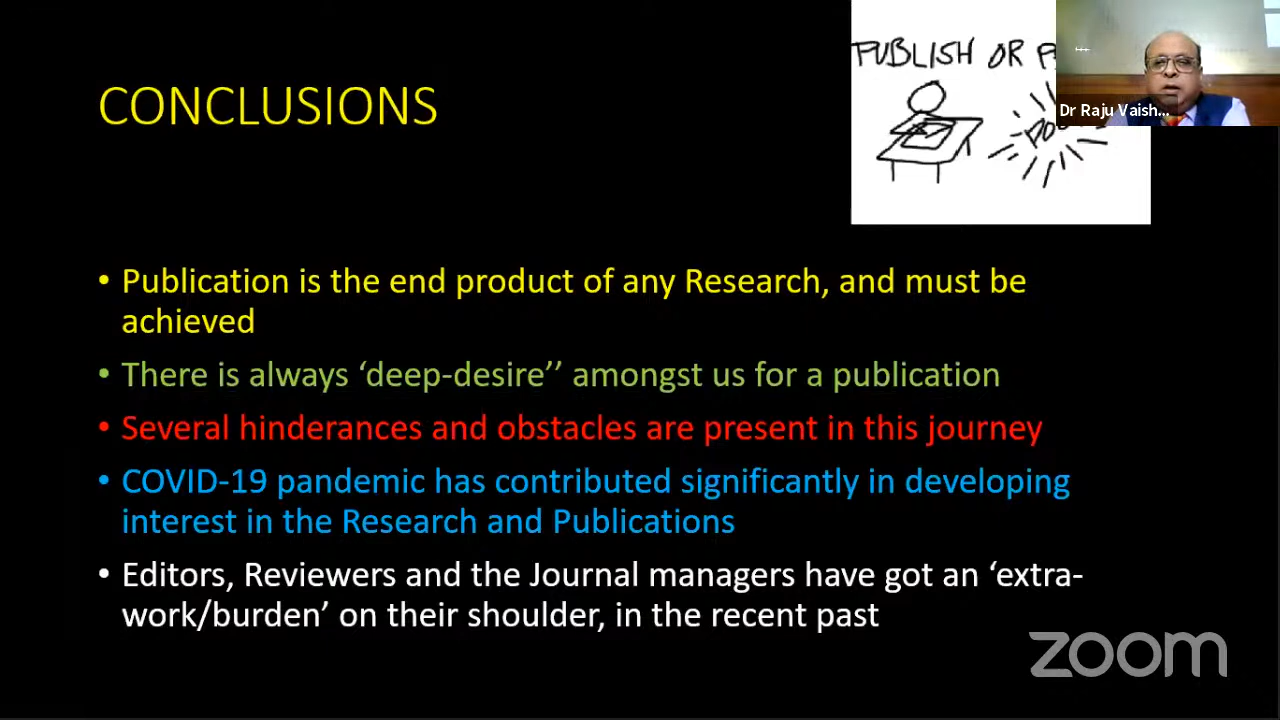 PUBLISH OR
Dr Raju Vaish...
CONCLUSIONS
• Publication is the end product of any Research, and must be
achieved
• There is always ‘deep-desire’’ amongst us for a publication
• Several hinderances and obstacles are present in this journey
• COVID-19 pandemic has contributed significantly in developing
interest in the Research and Publications
• Editors, Reviewers and the Journal managers have got an ‘extra-
work/burden’ on their shoulder, in the recent past
zoom